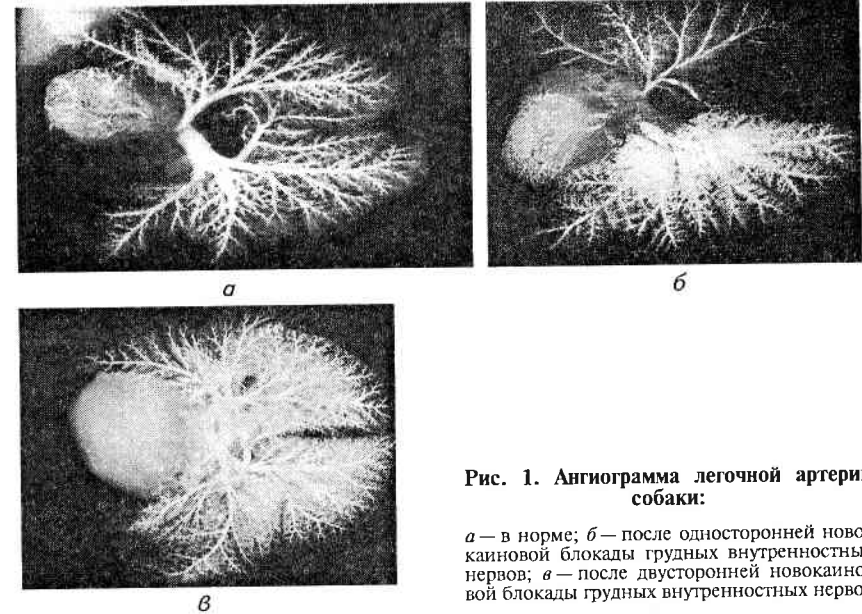 а
б
в
Рис. 1. Ангиограмма легочной артери
собаки:
а — в норме; б — после односторонней ново-
каиновой блокады грудных внутренностны
нервов; в — после двусторонней новокаино-
вой блокады грудных внутренностных нерво